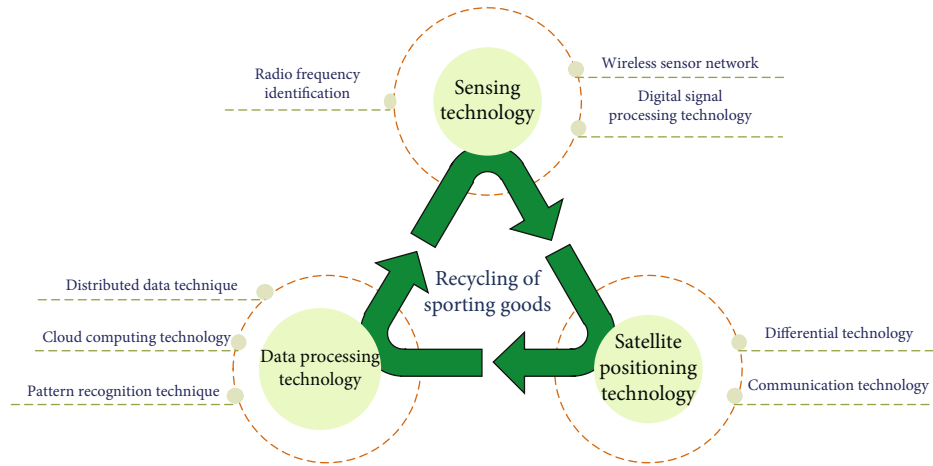 Radio frequency
identification
Sensing
technology
Wireless sensor network
Digital signal
processing technology
Recycling of
sporting goods
Distributed data technique
Cloud computing technology
Pattern recognition technique
Data processing
technology
Satellite
positioning
technology
Differential technology
Communication technology